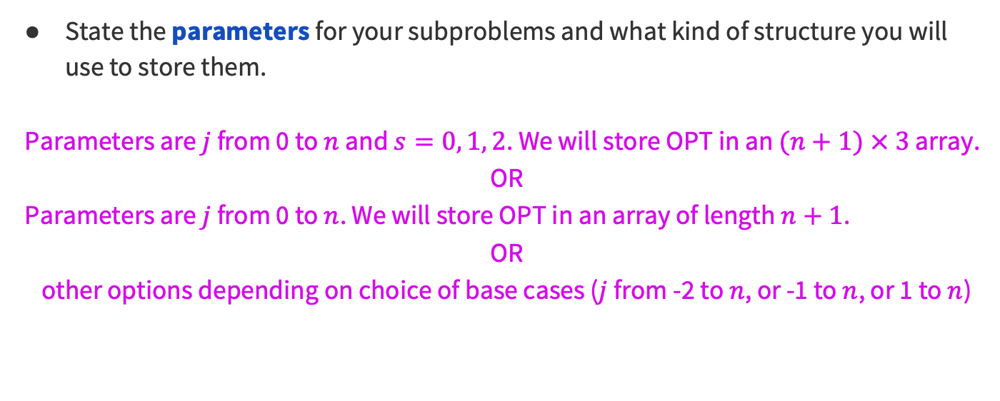 ● State the parameters for your subproblems and what kind of structure you will
use to store them.
Parameters are j from 0 to n and s = 0, 1, 2. We will store OPT in an (n + 1) × 3 array.
OR
Parameters are j from 0 to n. We will store OPT in an array of length n + 1.
OR
other options depending on choice of base cases (j from -2 to n, or -1 to n, or 1 to n)